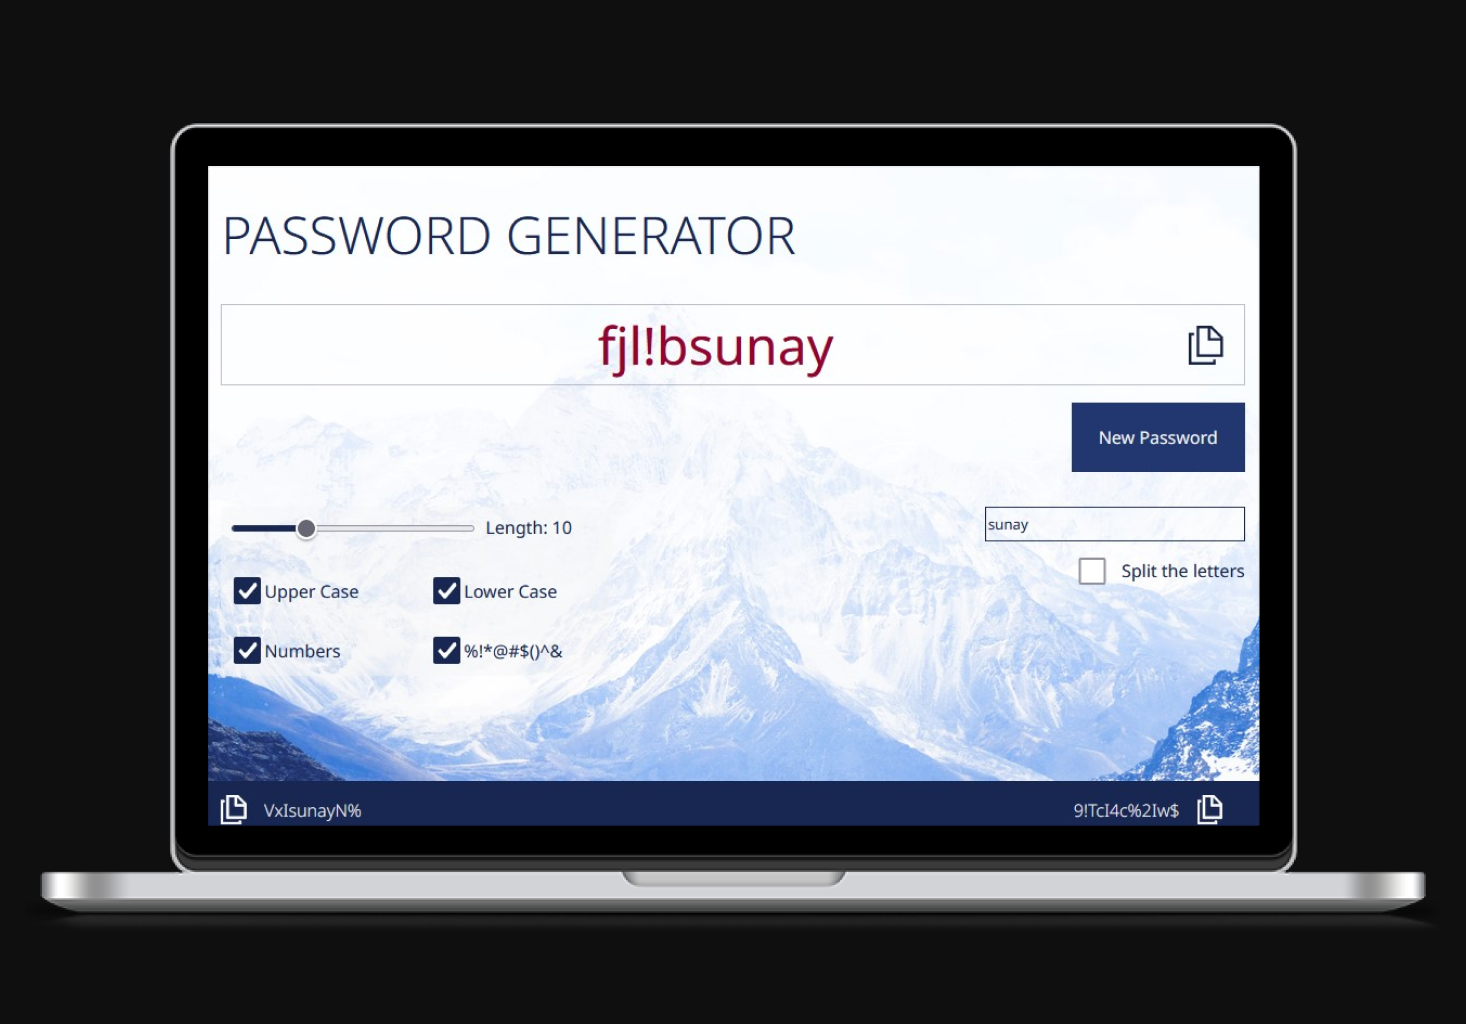 PASSWORD GENERATOR
fjl!bsunay
New Password
Length: 10
sunay
Split the letters
Upper Case
Lower Case
Numbers
%!*@#$()^&
VxIsunayN%
9!TcI4c%2Iw$